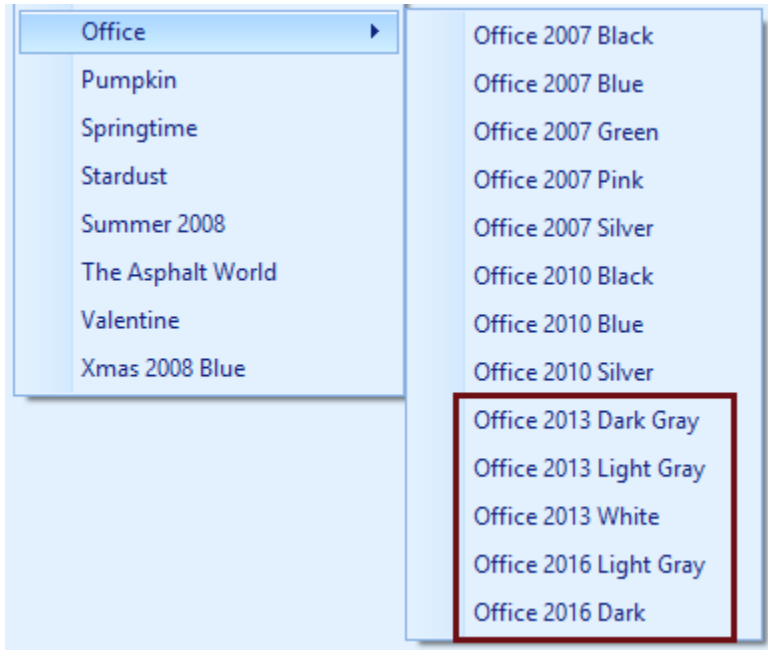 Office
Pumpkin
Springtime
Stardust
Summer 2008
The Asphalt World
Valentine
Xmas 2008 Blue
Office 2007 Black
Office 2007 Blue
Office 2007 Green
Office 2007 Pink
Office 2007 Silver
Office 2010 Black
Office 2010 Blue
Office 2010 Silver
Office 2013 Dark Gray
Office 2013 Light Gray
Office 2013 White
Office 2016 Light Gray
Office 2016 Dark